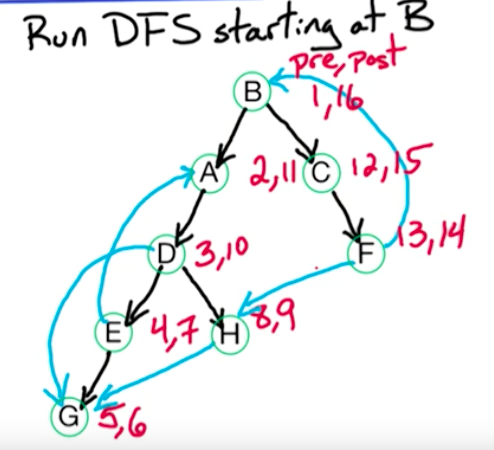 Run DFS starting at B
pre, post
B 1,16
A 2,11 C 12,15
D 3,10 F 13,14
E 4,7 H 8,9
G 5,6